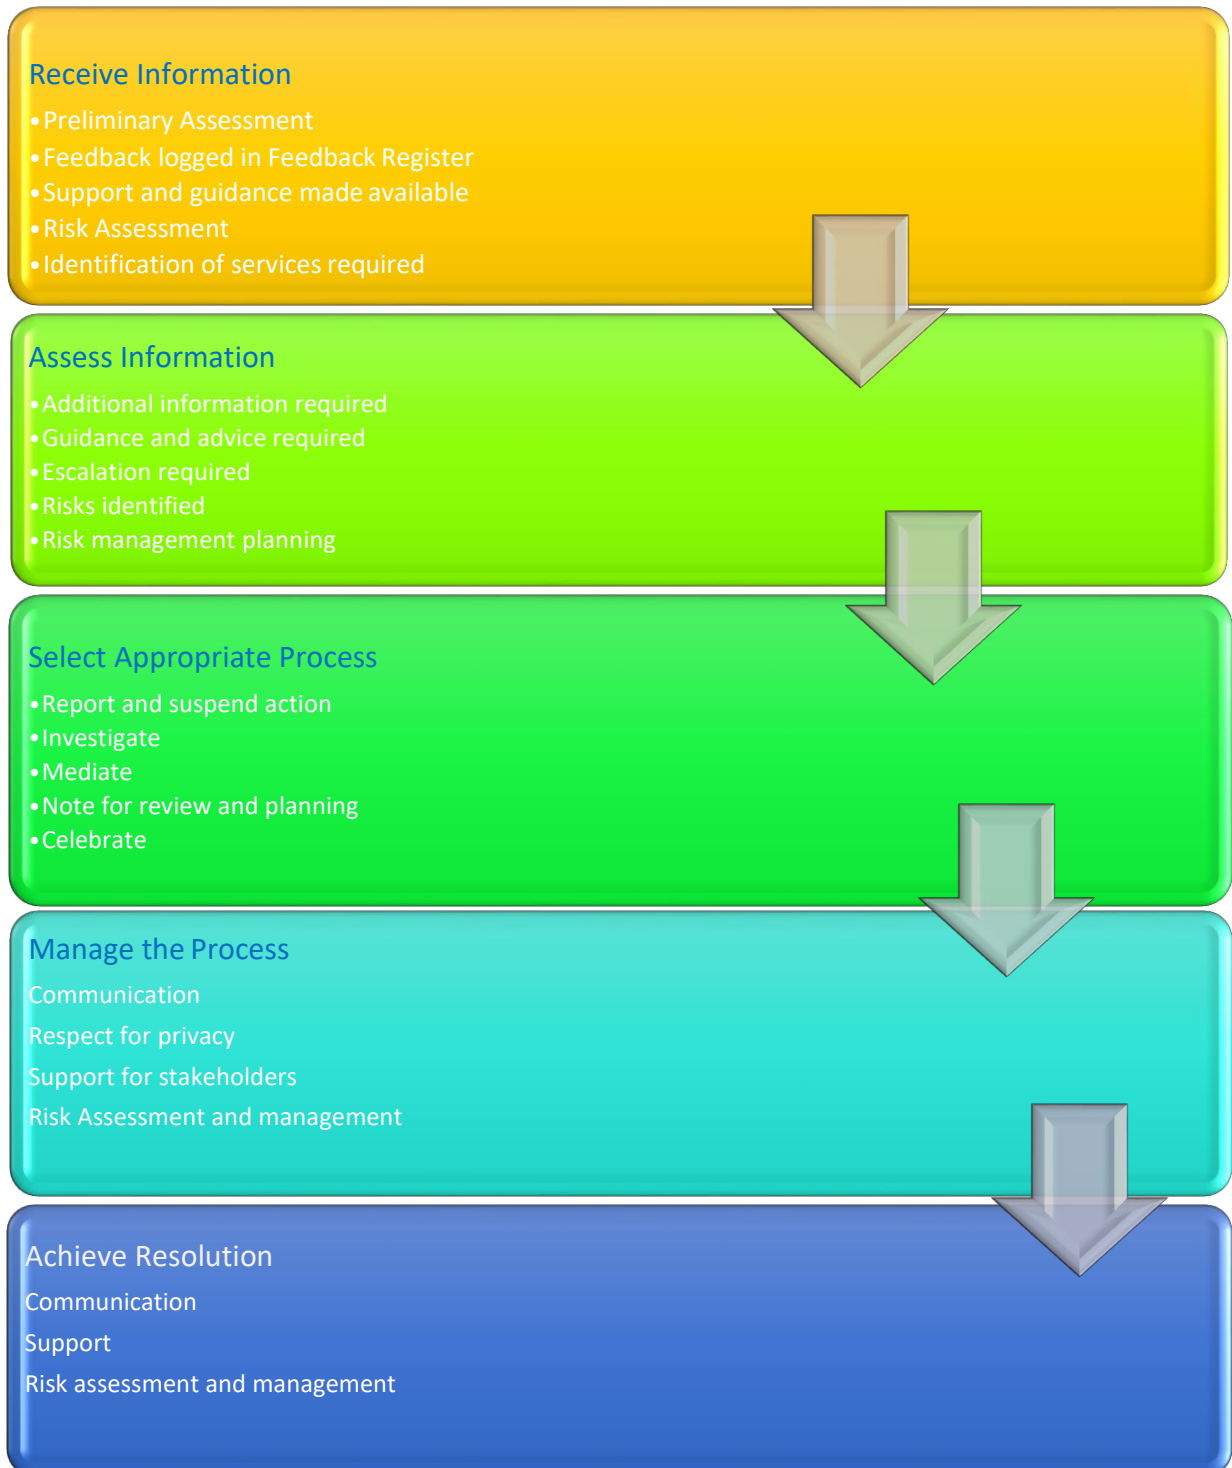 Receive Information
•Preliminary Assessment
•Feedback logged in Feedback Register
•Support and guidance made available
•Risk Assessment
•Identification of services required
Assess Information
•Additional information required
•Guidance and advice required
•Escalation required
•Risks identified
•Risk management planning
Select Appropriate Process
•Report and suspend action
•Investigate
•Mediate
•Note for review and planning
•Celebrate
Manage the Process
Communication
Respect for privacy
Support for stakeholders
Risk Assessment and management
Achieve Resolution
Communication
Support
Risk assessment and management